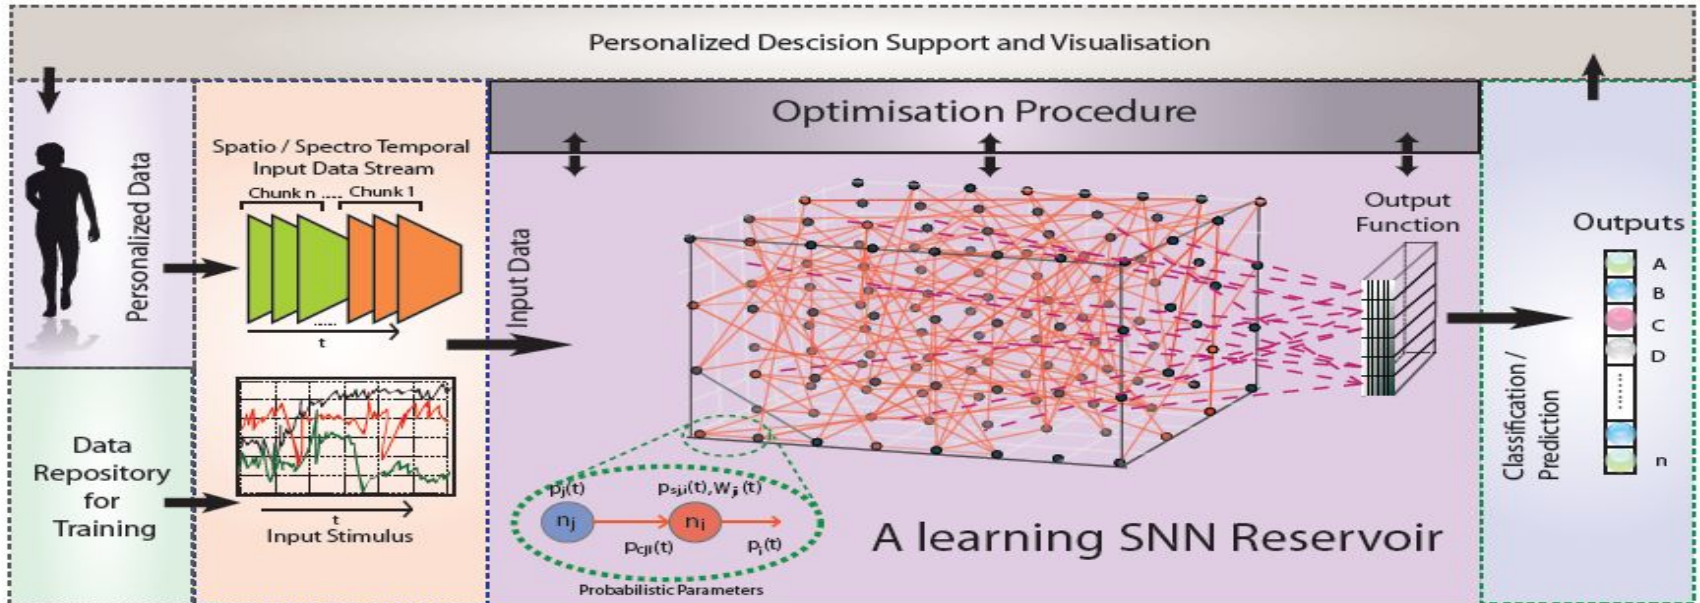 Personalized Descision Support and Visualisation
Optimisation Procedure
Personalized Data
Data
Repository
for
Training
Spatio / Spectro Temporal
Input Data Stream
Chunk n ..... Chunk 1
.....
t
t
Input Stimulus
Input Data
Output
Function
pj(t)
psj,i(t), Wji (t)
nj
ni
pcji(t)
pi(t)
Probabilistic Parameters
A learning SNN Reservoir
Classification /
Prediction
Outputs
A
B
C
D
n